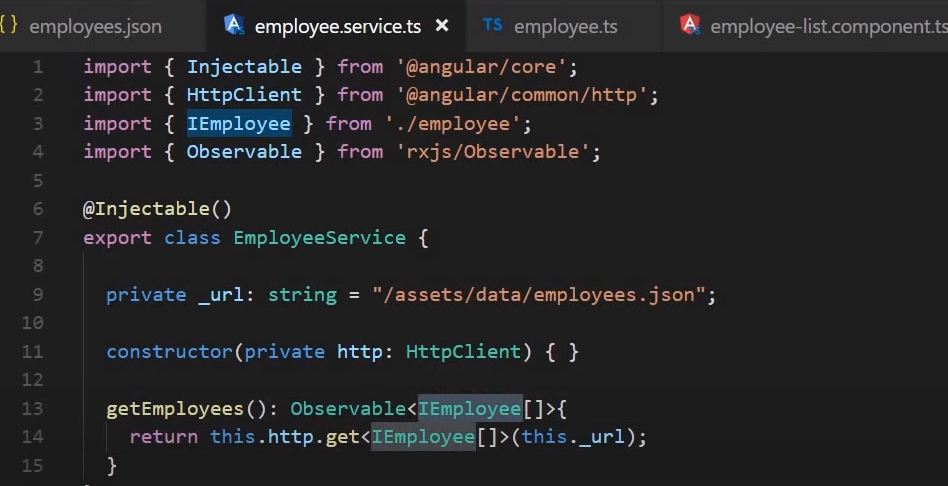 {} employees.json employee.service.ts × TS employee.ts employee-list.component.ts
1 import { Injectable } from '@angular/core';
2 import { HttpClient } from '@angular/common/http';
3 import { IEmployee } from './employee';
4 import { Observable } from 'rxjs/Observable';
5
6 @Injectable()
7 export class EmployeeService {
8
9 private _url: string = "/assets/data/employees.json";
10
11 constructor(private http: HttpClient) { }
12
13 getEmployees(): Observable<IEmployee[]>{
14 return this.http.get<IEmployee[]>(this._url);
15 }